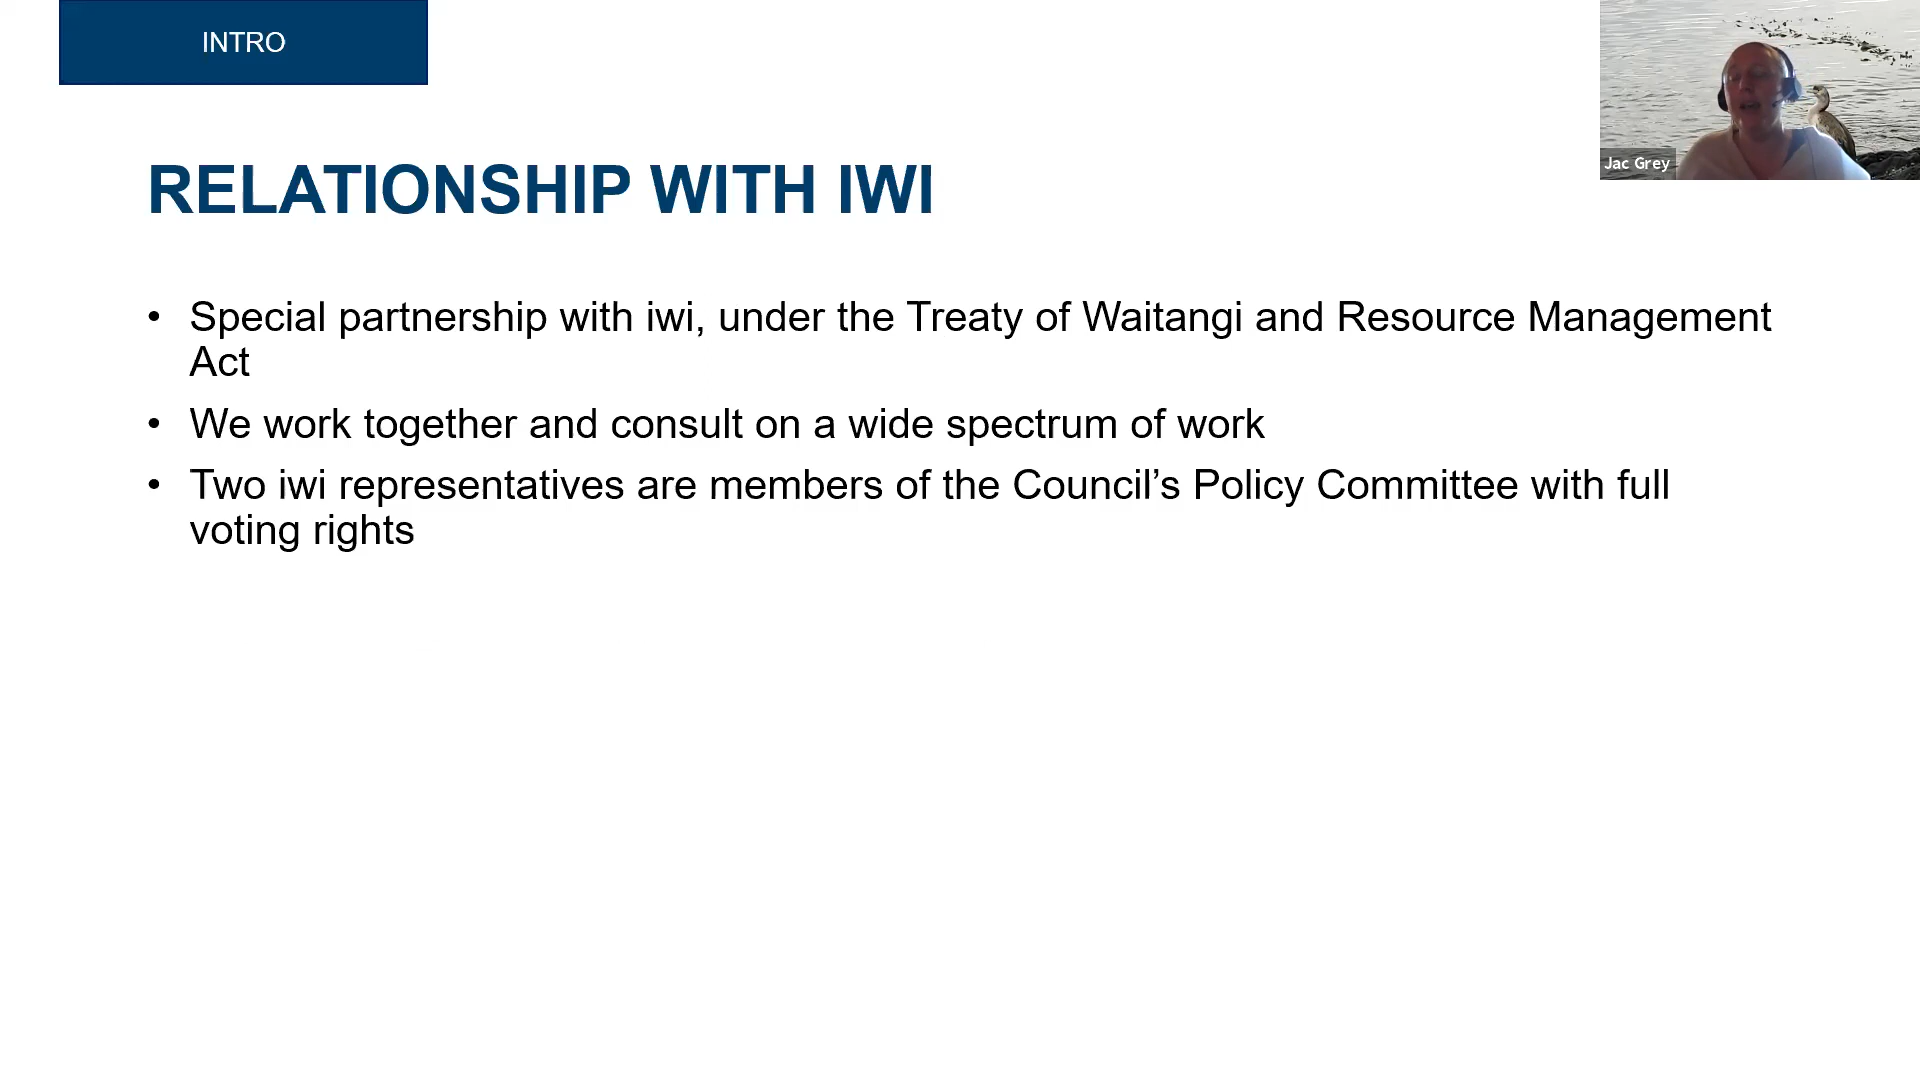 INTRO
Jac Grey
RELATIONSHIP WITH IWI
• Special partnership with iwi, under the Treaty of Waitangi and Resource Management
Act
• We work together and consult on a wide spectrum of work
• Two iwi representatives are members of the Council’s Policy Committee with full
voting rights